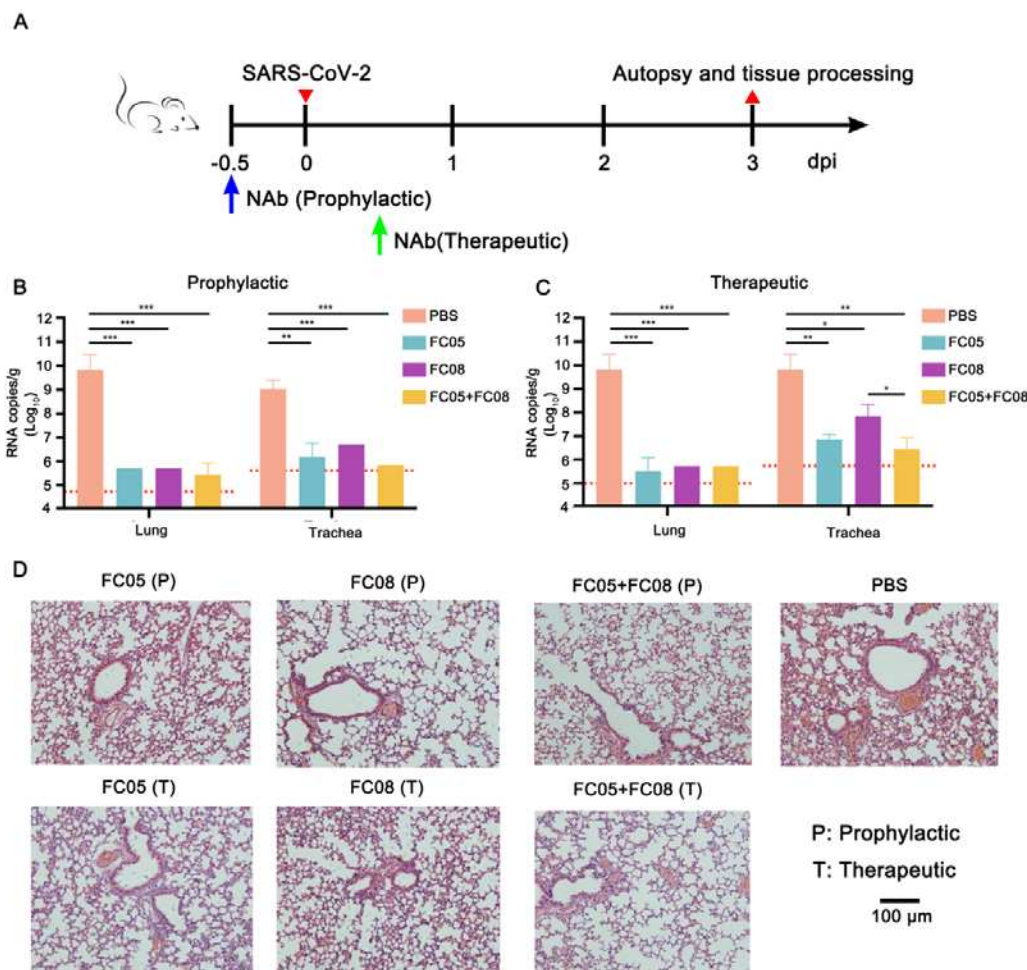 A
SARS-CoV-2
Autopsy and tissue processing
-0.5
0
1
2
3
dpi
NAb (Prophylactic)
NAb(Therapeutic)
B
Prophylactic
RNA copies/g
(Log10)
12
11
10
9
8
7
6
5
4
***
***
***
***
***
**
Lung
Trachea
PBS
FC05
FC08
FC05+FC08
C
Therapeutic
RNA copies/g
(Log10)
12
11
10
9
8
7
6
5
4
***
***
***
**
*
**
*
Lung
Trachea
PBS
FC05
FC08
FC05+FC08
D
FC05 (P)
FC08 (P)
FC05+FC08 (P)
PBS
FC05 (T)
FC08 (T)
FC05+FC08 (T)
P: Prophylactic
T: Therapeutic
100 μm